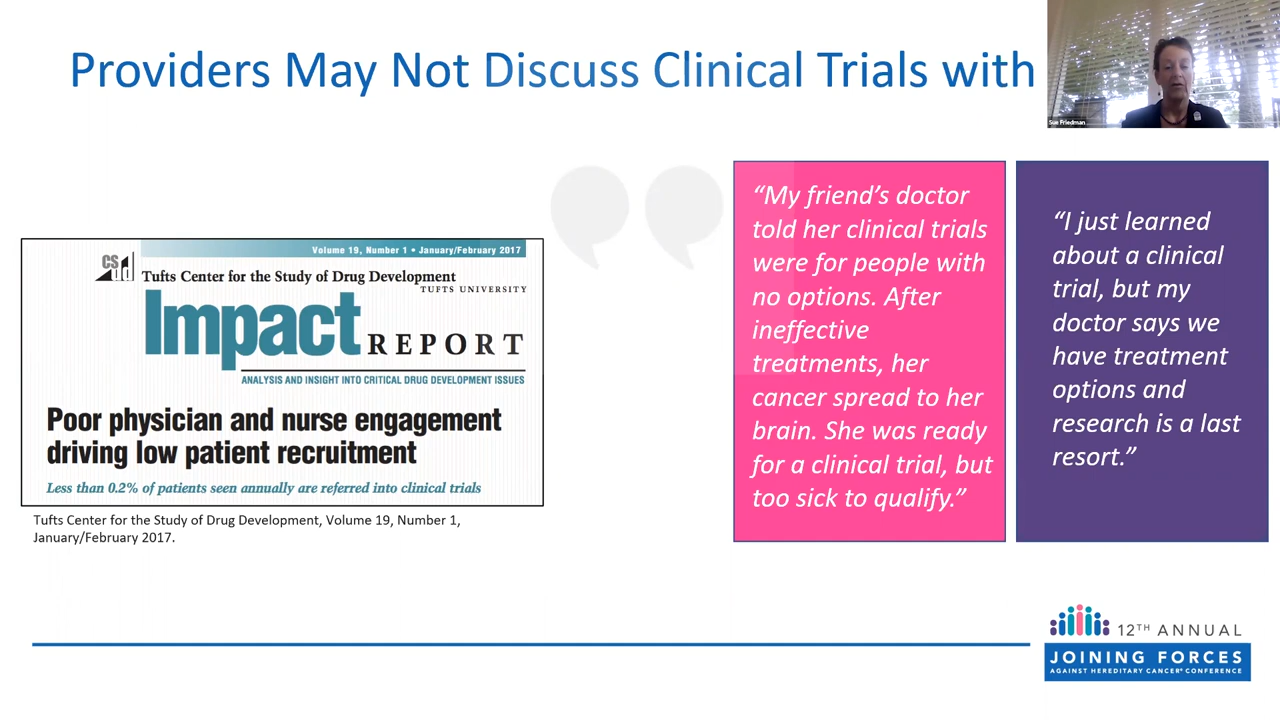 Providers May Not Discuss Clinical Trials with
Sue Friedman
Volume 19, Number 1 • January/February 2017
csdd
Tufts Center for the Study of Drug Development
TUFTS UNIVERSITY
Impact REPORT
ANALYSIS AND INSIGHT INTO CRITICAL DRUG DEVELOPMENT ISSUES
Poor physician and nurse engagement
driving low patient recruitment
Less than 0.2% of patients seen annually are referred into clinical trials
Tufts Center for the Study of Drug Development, Volume 19, Number 1,
January/February 2017.
“My friend’s doctor
told her clinical trials
were for people with
no options. After
ineffective
treatments, her
cancer spread to her
brain. She was ready
for a clinical trial, but
too sick to qualify.”
“I just learned
about a clinical
trial, but my
doctor says we
have treatment
options and
research is a last
resort.”
12TH ANNUAL
JOINING FORCES
AGAINST HEREDITARY CANCER® CONFERENCE